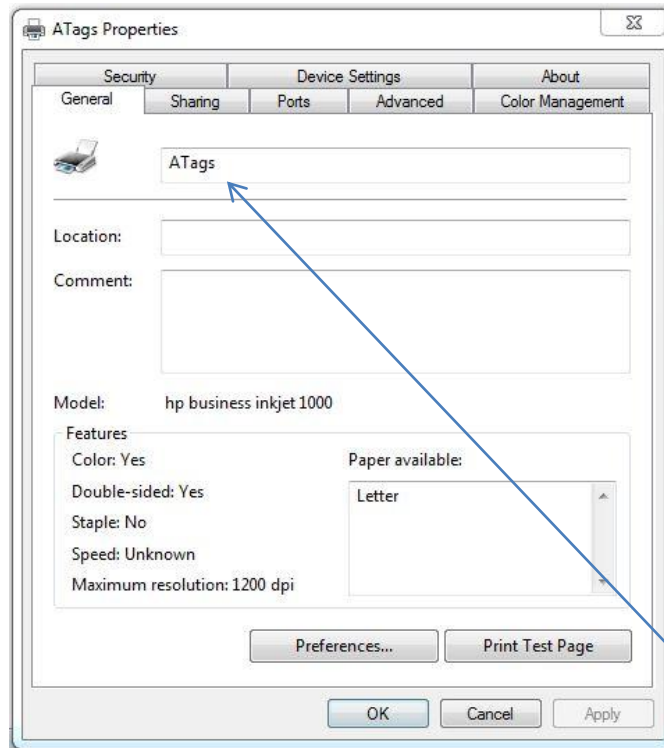 ATags Properties
Security Device Settings About
General Sharing Ports Advanced Color Management
ATags
Location:
Comment:
Model: hp business inkjet 1000
Features
Color: Yes Paper available:
Double-sided: Yes Letter
Staple: No
Speed: Unknown
Maximum resolution: 1200 dpi
Preferences... Print Test Page
OK Cancel Apply